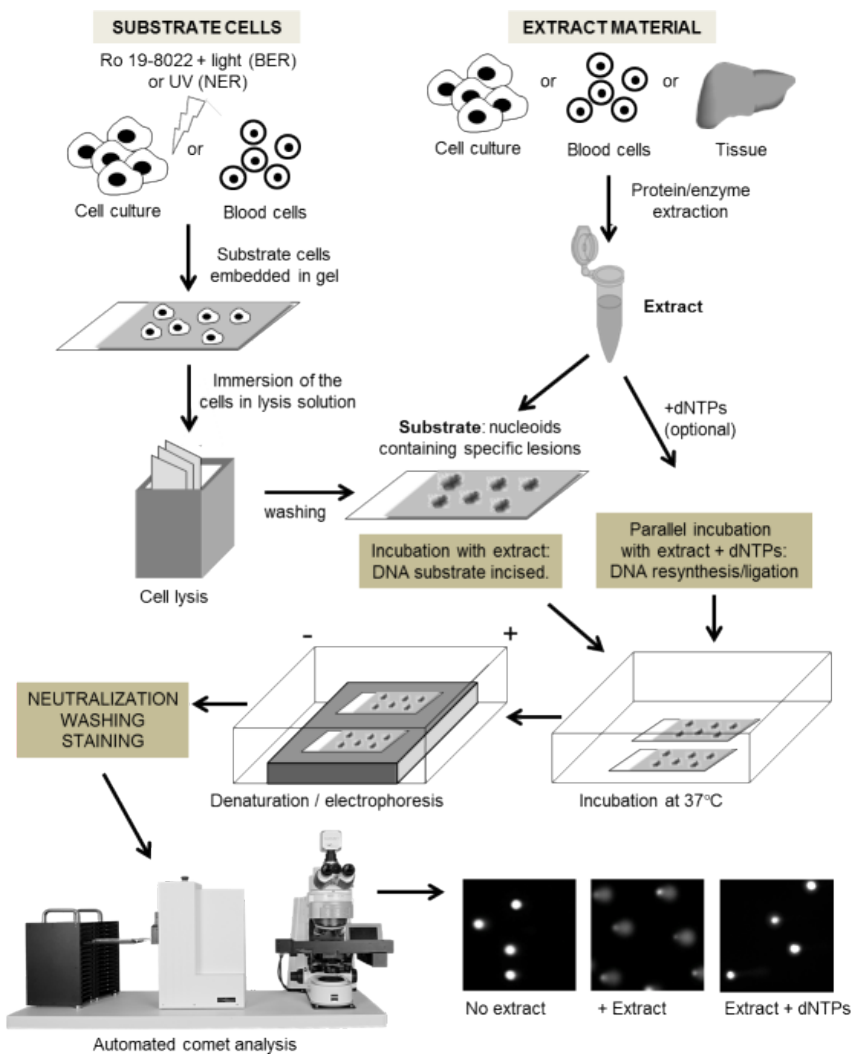 SUBSTRATE CELLS
Ro 19-8022 + light (BER)
or UV (NER)
or
Cell culture
Blood cells
Substrate cells
embedded in gel
Immersion of the
cells in lysis solution
Cell lysis
washing
EXTRACT MATERIAL
or
or
Cell culture
Blood cells
Tissue
Protein/enzyme
extraction
Extract
+dNTPs
(optional)
Substrate: nucleoids
containing specific lesions
Incubation with extract:
DNA substrate incised.
Parallel incubation
with extract + dNTPs:
DNA resynthesis/ligation
Incubation at 37°C
-
+
Denaturation / electrophoresis
NEUTRALIZATION
WASHING
STAINING
Automated comet analysis
No extract
+ Extract
Extract + dNTPs